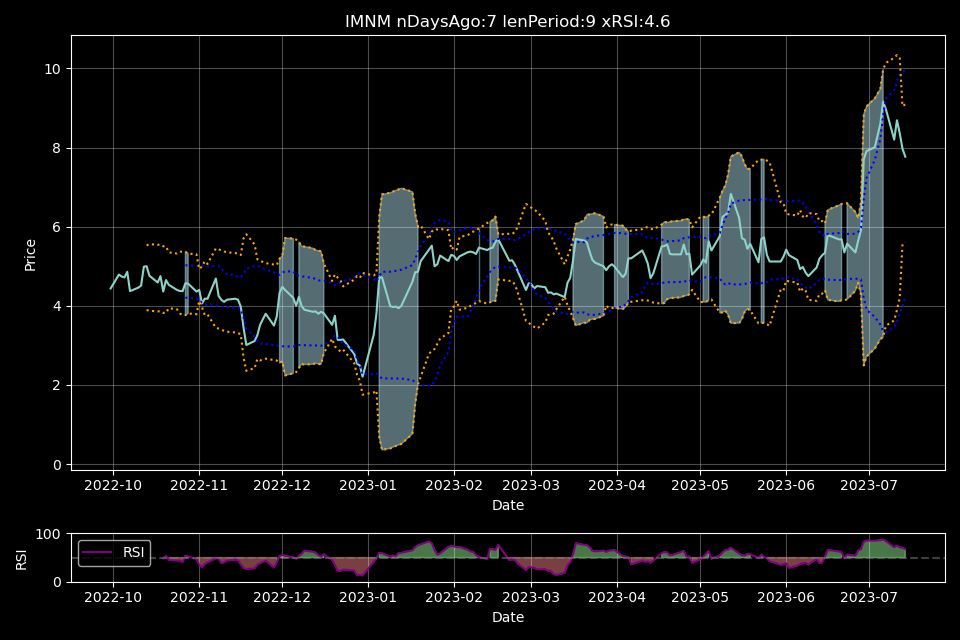 IMNM nDaysAgo:7 lenPeriod:9 xRSI:4.6
Price
10
8
6
4
2
0
2022-10 2022-11 2022-12 2023-01 2023-02 2023-03 2023-04 2023-05 2023-06 2023-07
Date
RSI
100
0
RSI
2022-10 2022-11 2022-12 2023-01 2023-02 2023-03 2023-04 2023-05 2023-06 2023-07
Date